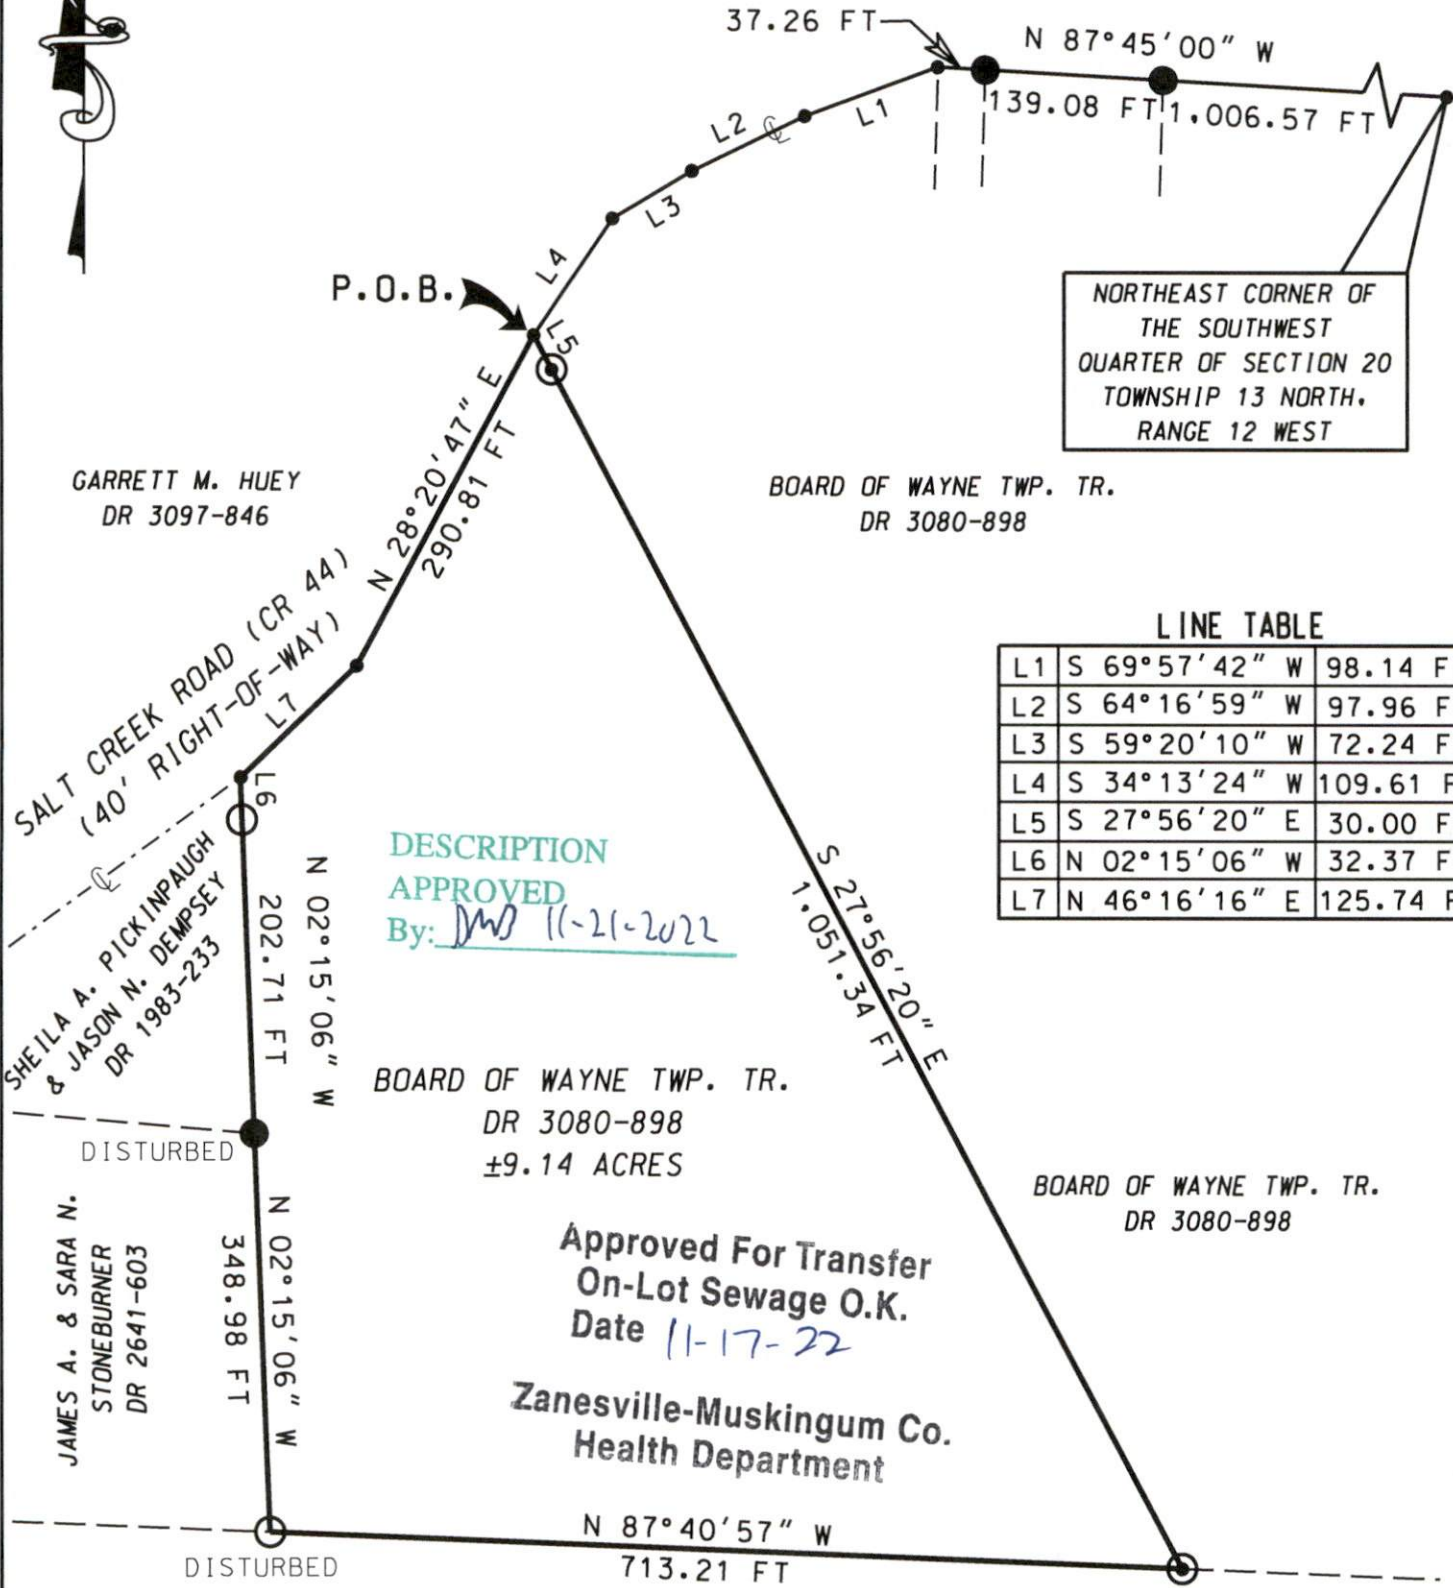 37.26 FT
N 87°45'00" W
139.08 FT
1,006.57 FT
L1
L2
℄
L3
L4
P.O.B.
L5
NORTHEAST CORNER OF
THE SOUTHWEST
QUARTER OF SECTION 20
TOWNSHIP 13 NORTH,
RANGE 12 WEST
N 28°20'47" E
290.81 FT
GARRETT M. HUEY
DR 3097-846
BOARD OF WAYNE TWP. TR.
DR 3080-898
SALT CREEK ROAD (CR 44)
(40' RIGHT-OF-WAY)
L7
L6
℄
LINE TABLE
L1 S 69°57'42" W 98.14 F
L2 S 64°16'59" W 97.96 F
L3 S 59°20'10" W 72.24 F
L4 S 34°13'24" W 109.61 F
L5 S 27°56'20" E 30.00 F
L6 N 02°15'06" W 32.37 F
L7 N 46°16'16" E 125.74 F
DESCRIPTION
APPROVED
By: DMB 11-21-2022
S 27°56'20" E
1,051.34 FT
SHEILA A. PICKINPAUGH
& JASON N. DEMPSEY
DR 1983-233
N 02°15'06" W
202.71 FT
BOARD OF WAYNE TWP. TR.
DR 3080-898
±9.14 ACRES
DISTURBED
JAMES A. & SARA N.
STONEBURNER
DR 2641-603
N 02°15'06" W
348.98 FT
BOARD OF WAYNE TWP. TR.
DR 3080-898
Approved For Transfer
On-Lot Sewage O.K.
Date 11-17-22
Zanesville-Muskingum Co.
Health Department
N 87°40'57" W
713.21 FT
DISTURBED